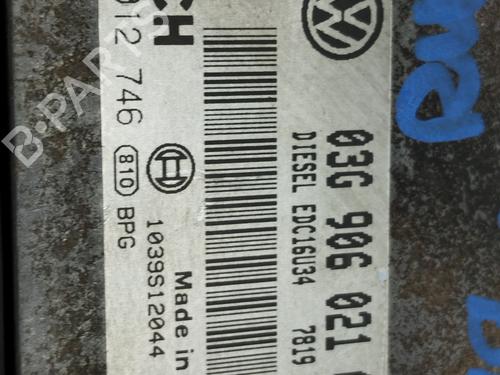 03G 906 021
DIESEL EDC16U34 7819
CH
012 746 810 BPG
1039S12044
Made in
B-PARTS